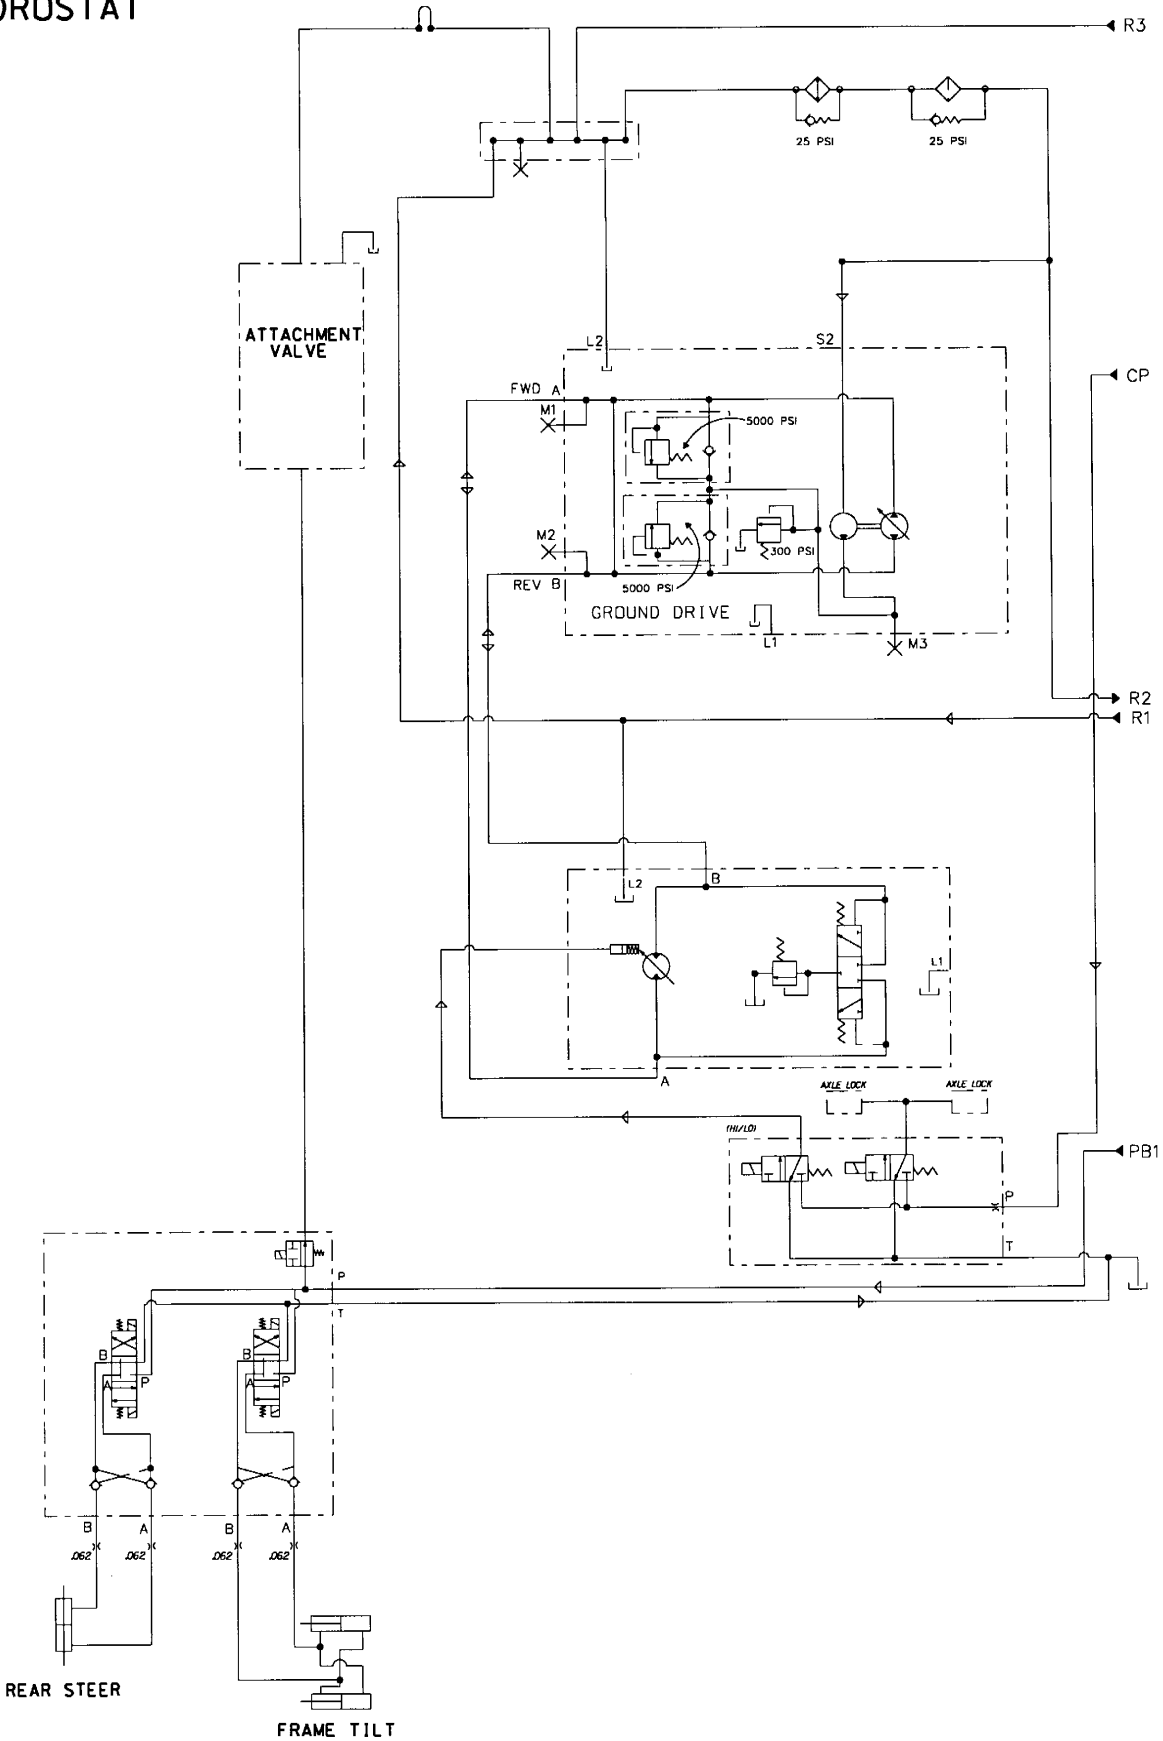 R3
25 PSI
25 PSI
ATTACHMENT
VALVE
L2
S2
CP
FWD A
M1
5000 PSI
M2
300 PSI
REV B
5000 PSI
GROUND DRIVE
L1
M3
R2
R1
L2
B
L1
A
AXLE LOCK
AXLE LOCK
(HI/LO)
PB1
P
T
P
T
B
B
A
P
A
P
B
A
B
A
.062
.062
.062
.062
REAR STEER
FRAME TILT